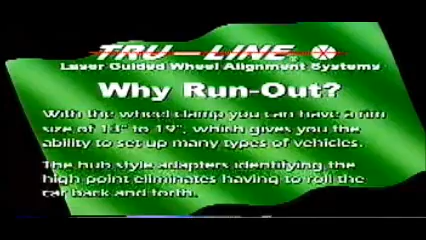 TRU-LINE®
Laser Guided Wheel Alignment Systems
Why Run-Out?
With the wheel clamp you can have a rim
size of 13" to 19", which gives you the
ability to set up many types of vehicles.
The hub style adapters identifying the
high point eliminates having to roll the
car back and forth.